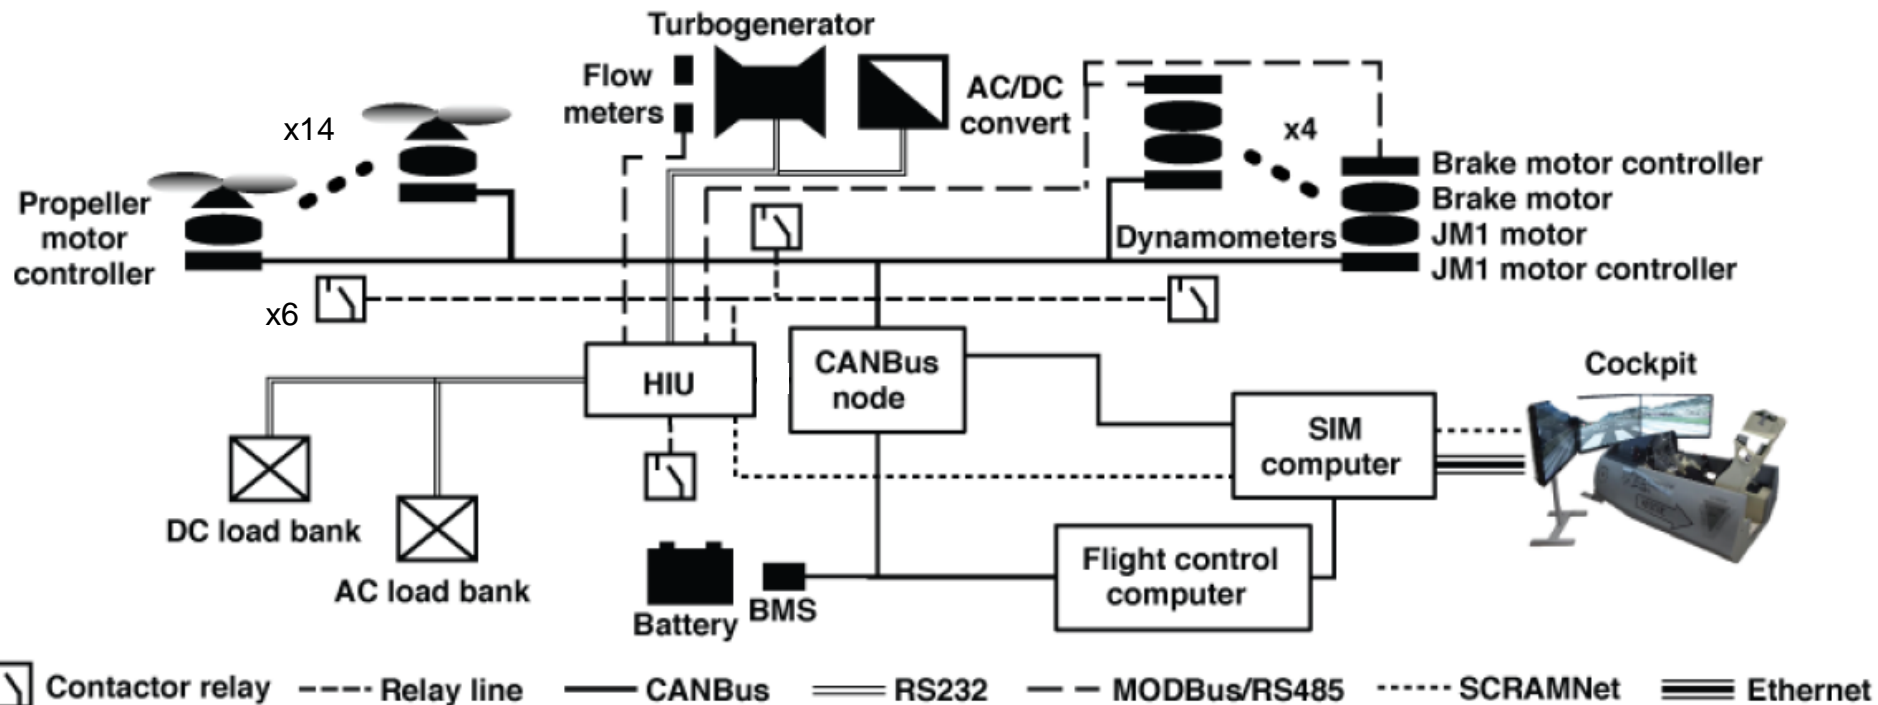 Turbogenerator
Flow
meters
AC/DC
convert
x14
x4
Propeller
motor
controller
Brake motor controller
Brake motor
JM1 motor
JM1 motor controller
Dynamometers
x6
HIU
CANBus
node
Cockpit
SIM
computer
DC load bank
AC load bank
Battery
BMS
Flight control
computer
Contactor relay
Relay line
CANBus
RS232
MODBus/RS485
SCRAMNet
Ethernet